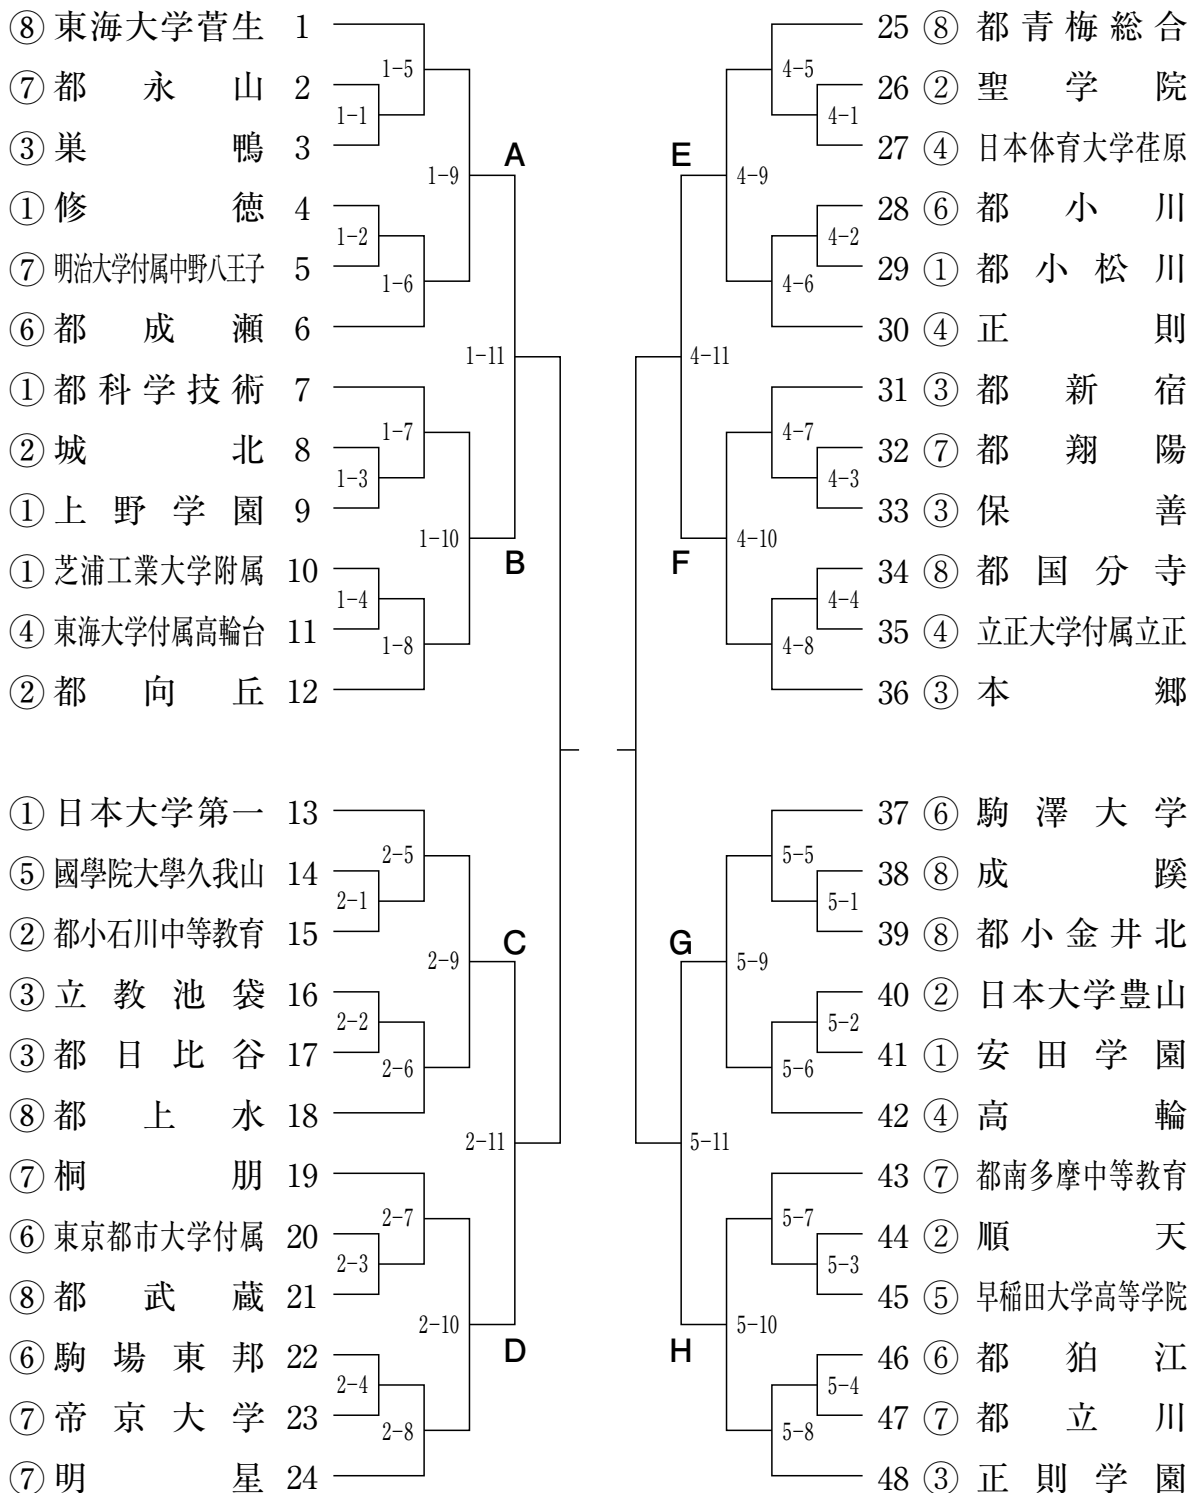 ⑧ 東海大学菅生 1
⑦ 都永山 2
③ 巣鴨 3
① 修徳 4
⑦ 明治大学付属中野八王子 5
⑥ 都成瀬 6
① 都科学技術 7
② 城北 8
① 上野学園 9
① 芝浦工業大学附属 10
④ 東海大学付属高輪台 11
② 都向丘 12
1-5
1-1
1-9
A
1-2
1-6
1-11
1-7
1-3
1-10
B
1-4
1-8
① 日本大学第一 13
⑤ 國學院大學久我山 14
② 都小石川中等教育 15
③ 立教池袋 16
③ 都日比谷 17
⑧ 都上水 18
⑦ 桐朋 19
⑥ 東京都市大学付属 20
⑧ 都武蔵 21
⑥ 駒場東邦 22
⑦ 帝京大学 23
⑦ 明星 24
2-5
2-1
2-9
C
2-2
2-6
2-11
2-7
2-3
2-10
D
2-4
2-8
25 ⑧ 都青梅総合
26 ② 聖学院
27 ④ 日本体育大学荏原
28 ⑥ 都小川
29 ① 都小松川
30 ④ 正則
31 ③ 都新宿
32 ⑦ 都翔陽
33 ③ 保善
34 ⑧ 都国分寺
35 ④ 立正大学付属立正
36 ③ 本郷
4-5
4-1
E
4-9
4-2
4-6
4-11
4-7
4-3
F
4-10
4-4
4-8
37 ⑥ 駒澤大学
38 ⑧ 成蹊
39 ⑧ 都小金井北
40 ② 日本大学豊山
41 ① 安田学園
42 ④ 高輪
43 ⑦ 都南多摩中等教育
44 ② 順天
45 ⑤ 早稲田大学高等学院
46 ⑥ 都狛江
47 ⑦ 都立川
48 ③ 正則学園
5-5
5-1
G
5-9
5-2
5-6
5-11
5-7
5-3
H
5-10
5-4
5-8